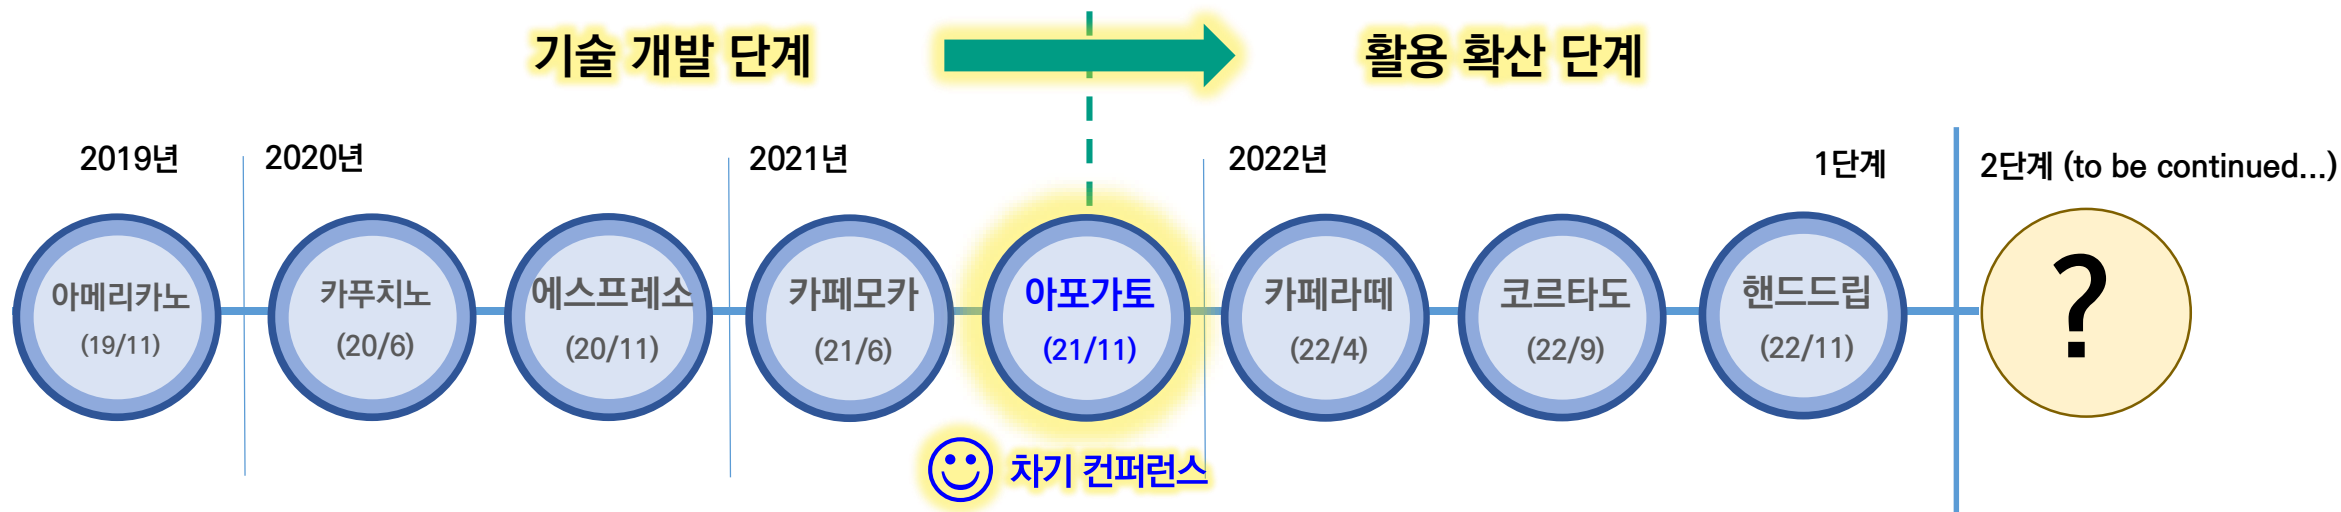 기술 개발 단계
활용 확산 단계
2019년
2020년
2021년
2022년
1단계
2단계 (to be continued...)
아메리카노
(19/11)
카푸치노
(20/6)
에스프레소
(20/11)
카페모카
(21/6)
아포가토
(21/11)
카페라떼
(22/4)
코르타도
(22/9)
핸드드립
(22/11)
?
차기 컨퍼런스